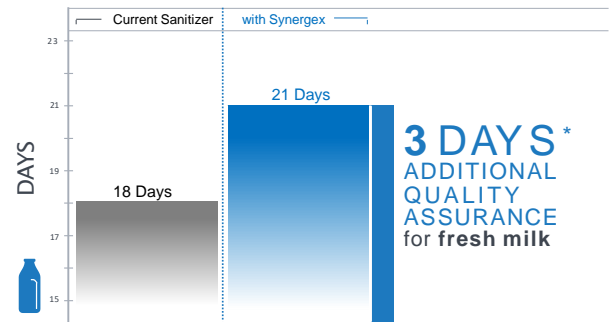 Current Sanitizer
with Synergex
23
21 Days
21
3 DAYS*
ADDITIONAL
QUALITY
ASSURANCE
for fresh milk
DAYS
19
18 Days
17
15